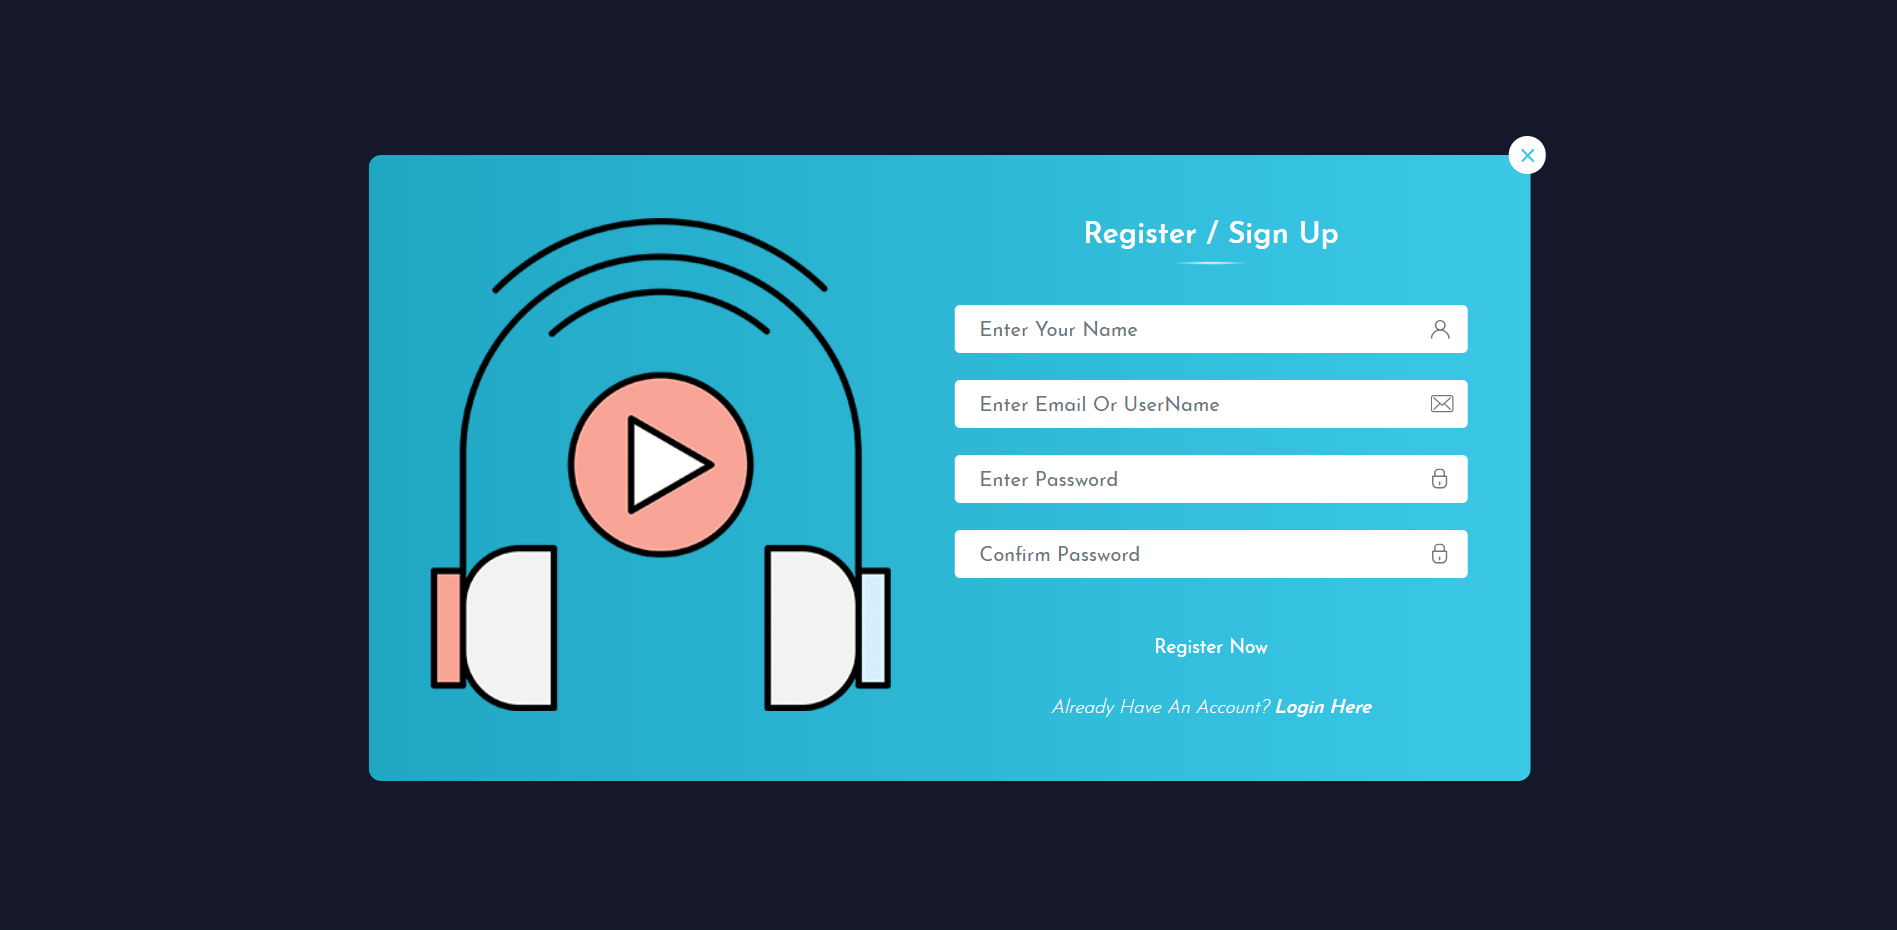 Register / Sign Up
Enter Your Name
Enter Email Or UserName
Enter Password
Confirm Password
Register Now
Already Have An Account? Login Here